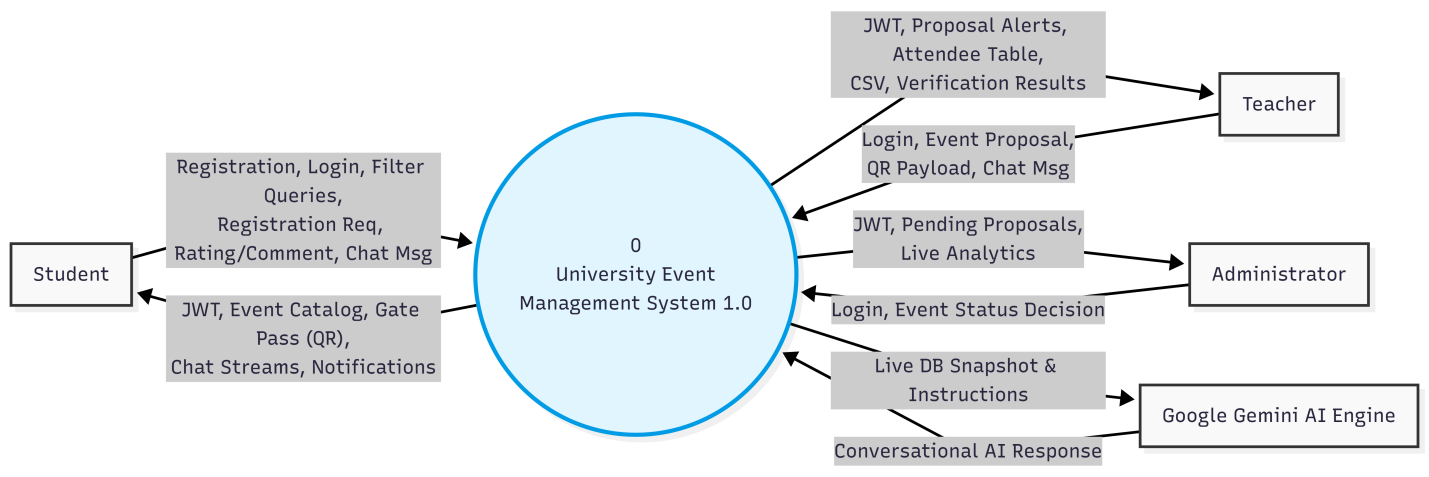 JWT, Proposal Alerts,
Attendee Table,
CSV, Verification Results
Teacher
Login, Event Proposal,
QR Payload, Chat Msg
Registration, Login, Filter
Queries,
Registration Req,
Rating/Comment, Chat Msg
JWT, Pending Proposals,
Live Analytics
0
University Event
Management System 1.0
Student
Administrator
JWT, Event Catalog, Gate
Pass (QR),
Chat Streams, Notifications
Login, Event Status Decision
Live DB Snapshot &
Instructions
Google Gemini AI Engine
Conversational AI Response